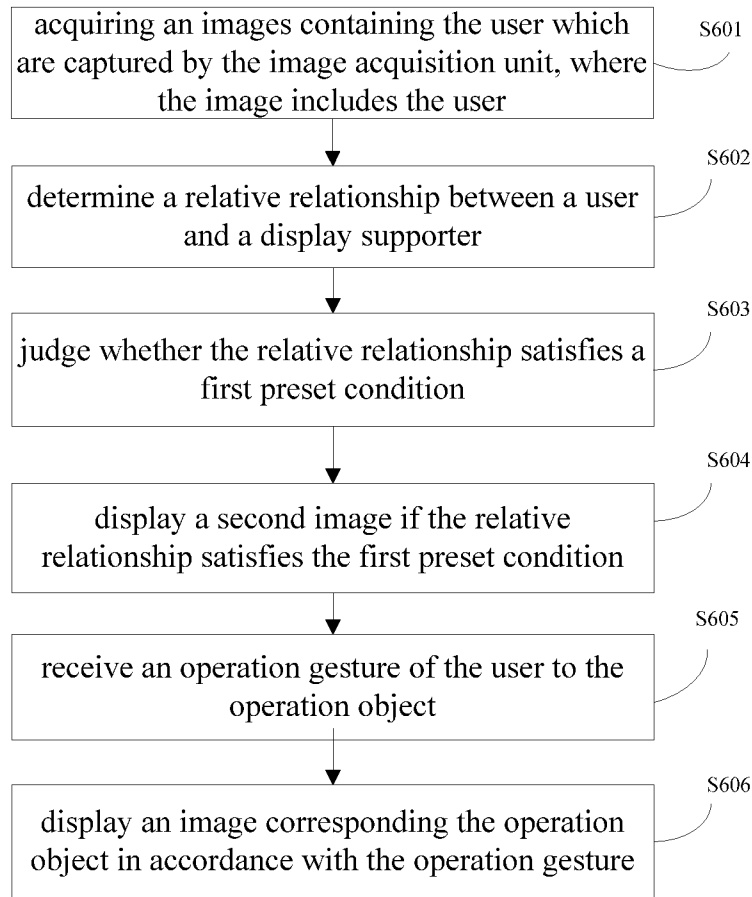 acquiring an images containing the user which
are captured by the image acquisition unit, where
the image includes the user
S601
determine a relative relationship between a user
and a display supporter
S602
judge whether the relative relationship satisfies a
first preset condition
S603
display a second image if the relative
relationship satisfies the first preset condition
S604
receive an operation gesture of the user to the
operation object
S605
display an image corresponding the operation
object in accordance with the operation gesture
S606